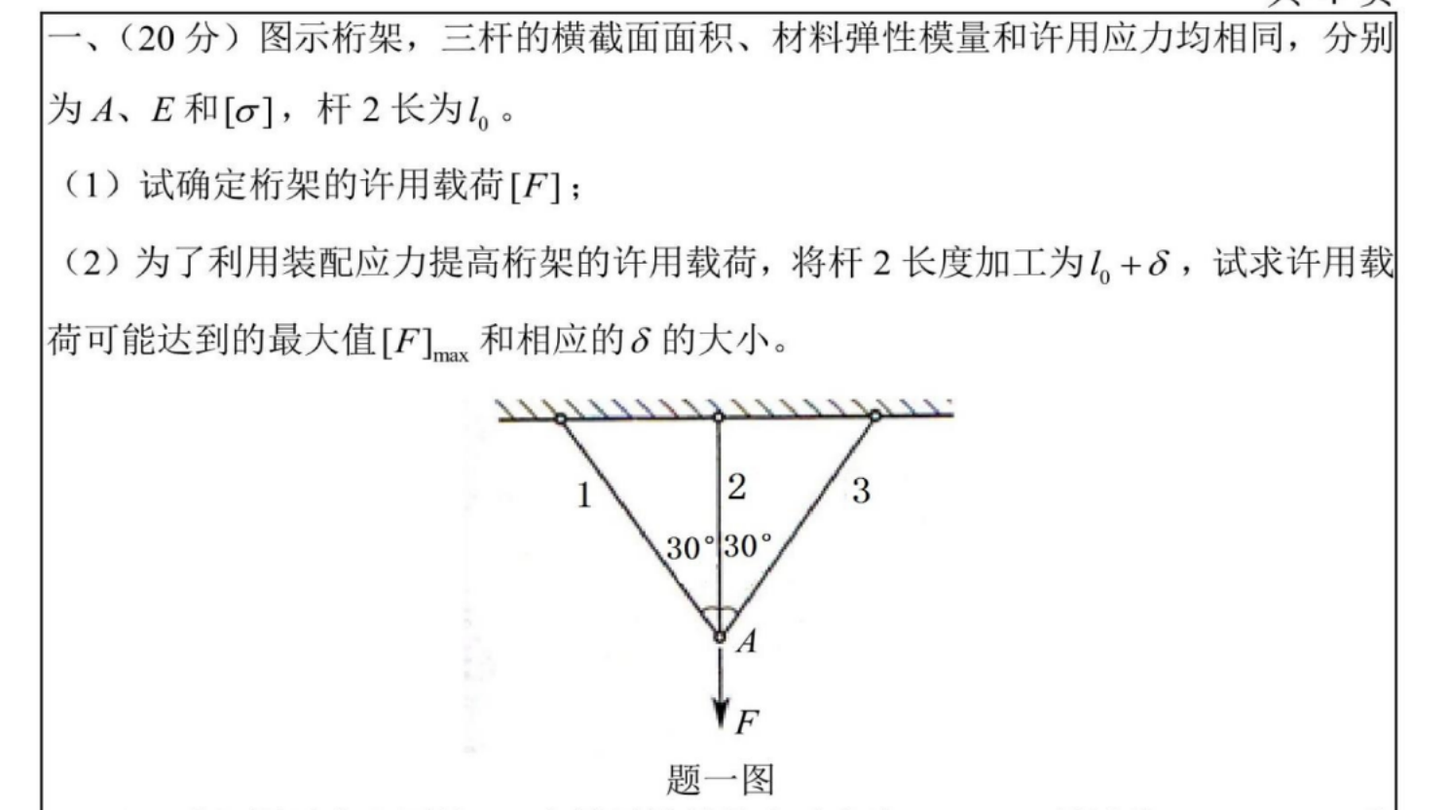 一、（20 分）图示桁架，三杆的横截面面积、材料弹性模量和许用应力均相同，分别
为 A、E 和[σ]，杆 2 长为l₀。
（1）试确定桁架的许用载荷[F]；
（2）为了利用装配应力提高桁架的许用载荷，将杆 2 长度加工为l₀+δ，试求许用载
荷可能达到的最大值[F]max 和相应的δ的大小。
1
2
3
30°
30°
A
F
题一图